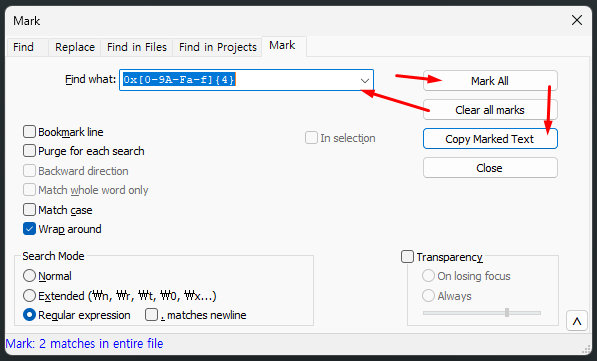 Mark
Find Replace Find in Files Find in Projects Mark
Find what: 0x[0-9A-Fa-f]{4} Mark All
Clear all marks
Bookmark line In selection Copy Marked Text
Purge for each search
Backward direction Close
Match whole word only
Match case
Wrap around
Search Mode Transparency
Normal On losing focus
Extended (₩n, ₩r, ₩t, ₩0, ₩x...) Always
Regular expression . matches newline
Mark: 2 matches in entire file